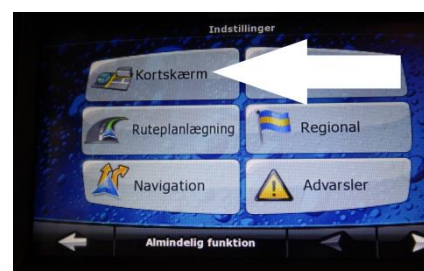 Indstillinger
Kortskærm
Ruteplanlægning
Regional
Navigation
Advarsler
Almindelig funktion